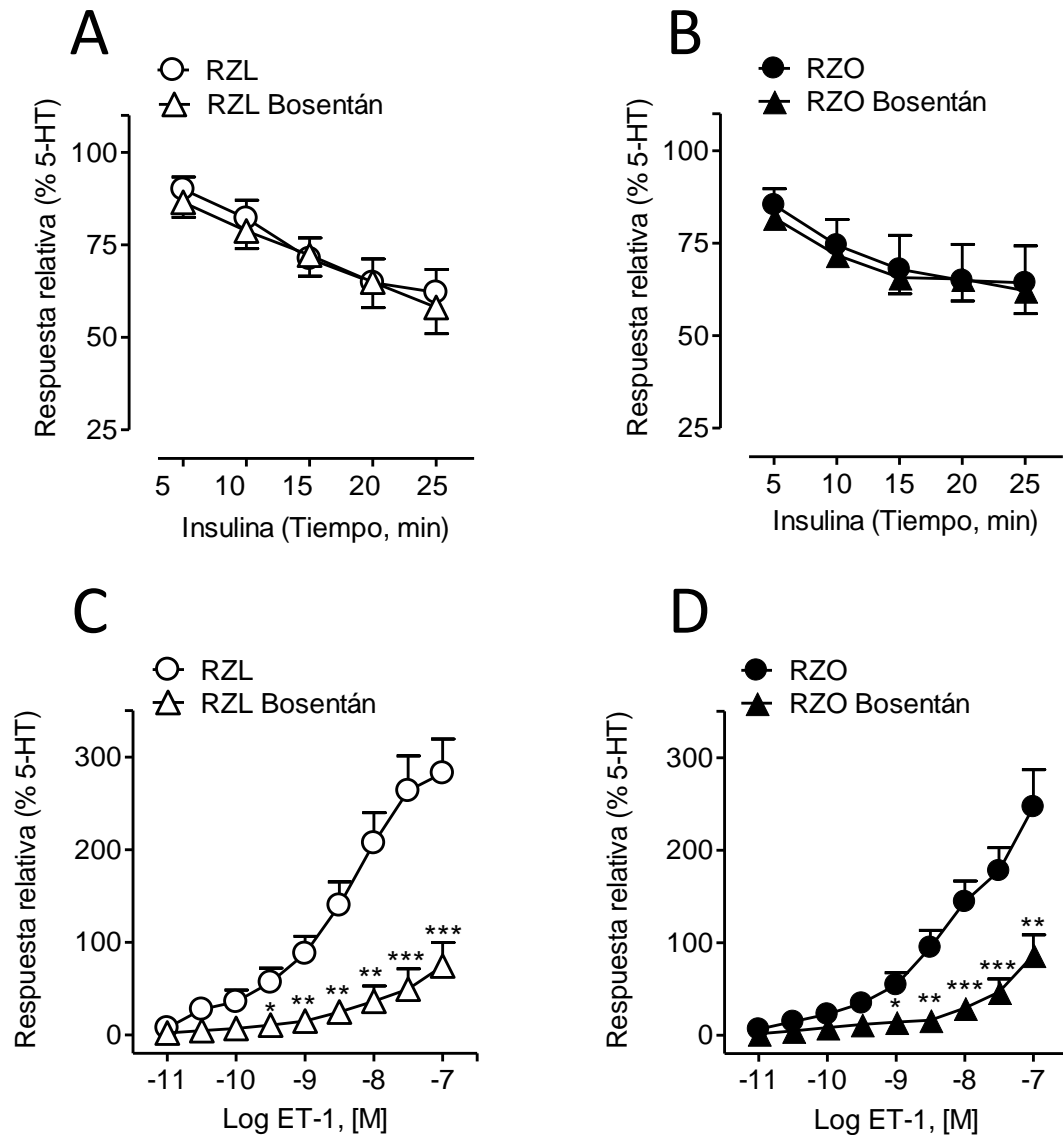 A
RZL
RZL Bosentán
Respuesta relativa (% 5-HT)
100
75
50
25
5 10 15 20 25
Insulina (Tiempo, min)
B
RZO
RZO Bosentán
Respuesta relativa (% 5-HT)
100
75
50
25
5 10 15 20 25
Insulina (Tiempo, min)
C
RZL
RZL Bosentán
Respuesta relativa (% 5-HT)
300
200
100
0
* ** ** ** *** ***
-11 -10 -9 -8 -7
Log ET-1, [M]
D
RZO
RZO Bosentán
Respuesta relativa (% 5-HT)
300
200
100
0
* ** *** *** **
-11 -10 -9 -8 -7
Log ET-1, [M]